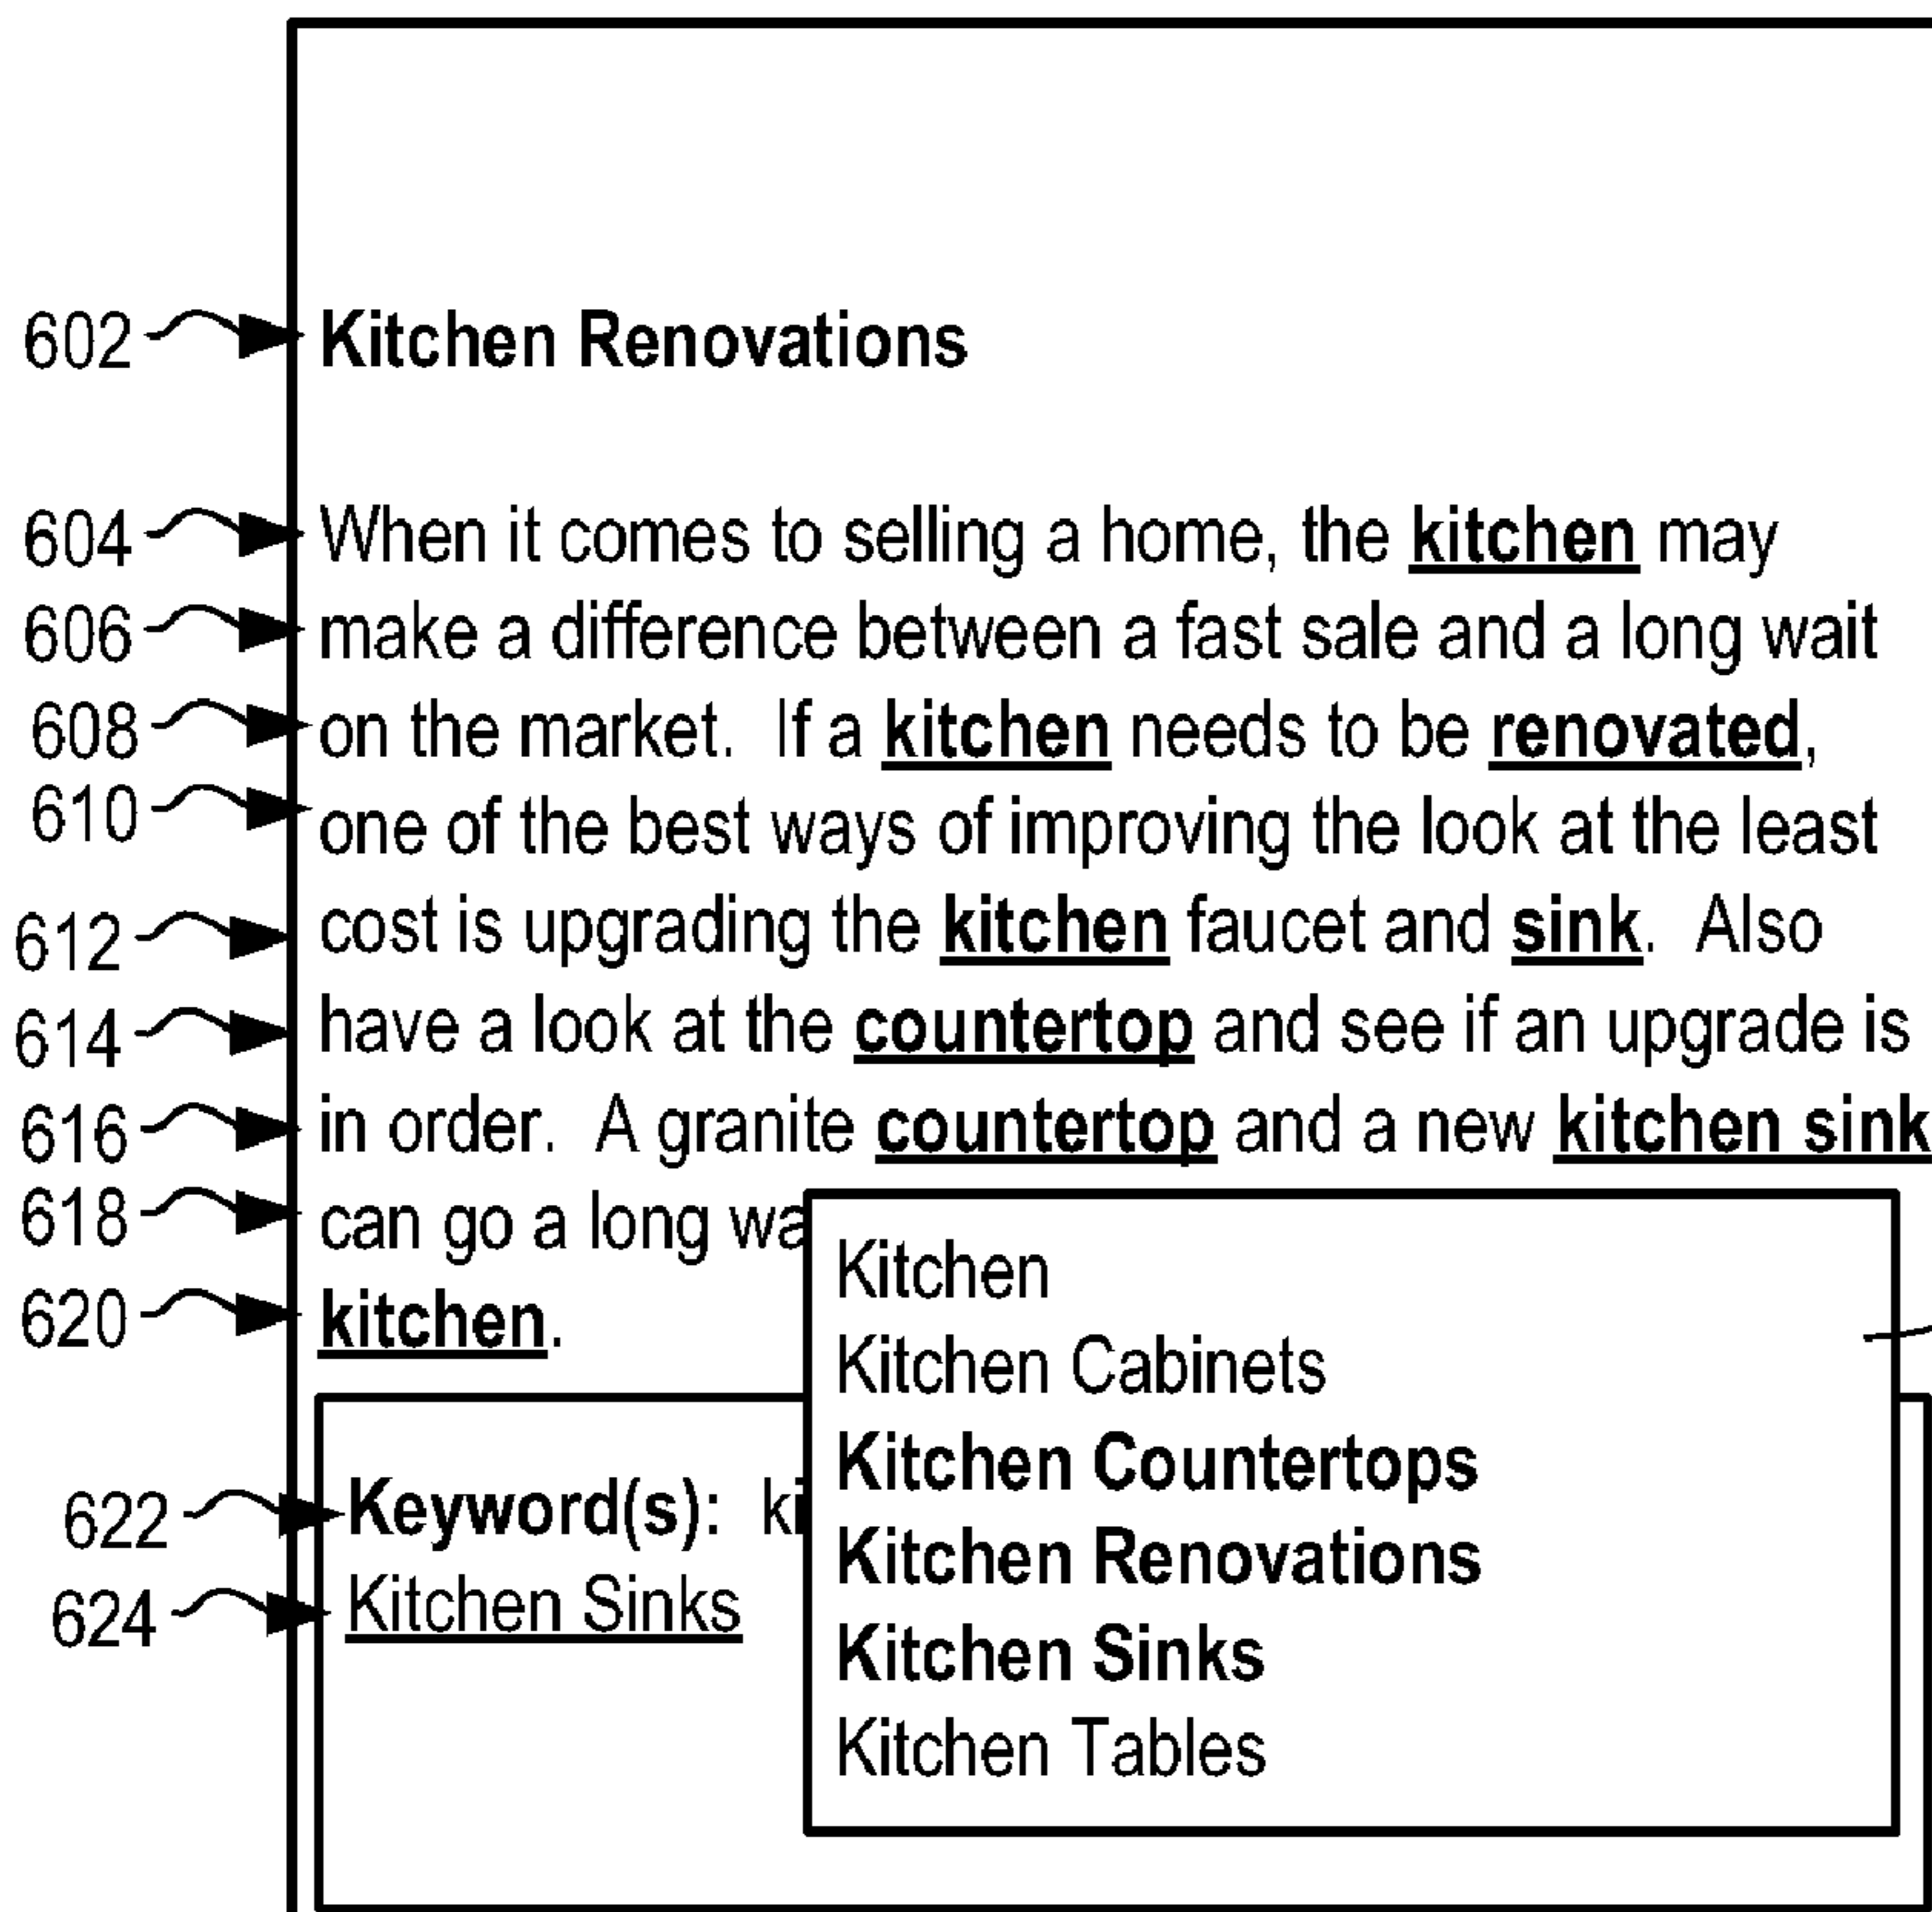 602 Kitchen Renovations
604 When it comes to selling a home, the kitchen may
606 make a difference between a fast sale and a long wait
608 on the market. If a kitchen needs to be renovated,
610 one of the best ways of improving the look at the least
612 cost is upgrading the kitchen faucet and sink. Also
614 have a look at the countertop and see if an upgrade is
616 in order. A granite countertop and a new kitchen sink
618 can go a long
620 kitchen.
Kitchen
Kitchen Cabinets
Kitchen Countertops
Kitchen Renovations
Kitchen Sinks
Kitchen Tables
622 Keyword(s):
624 Kitchen Sinks